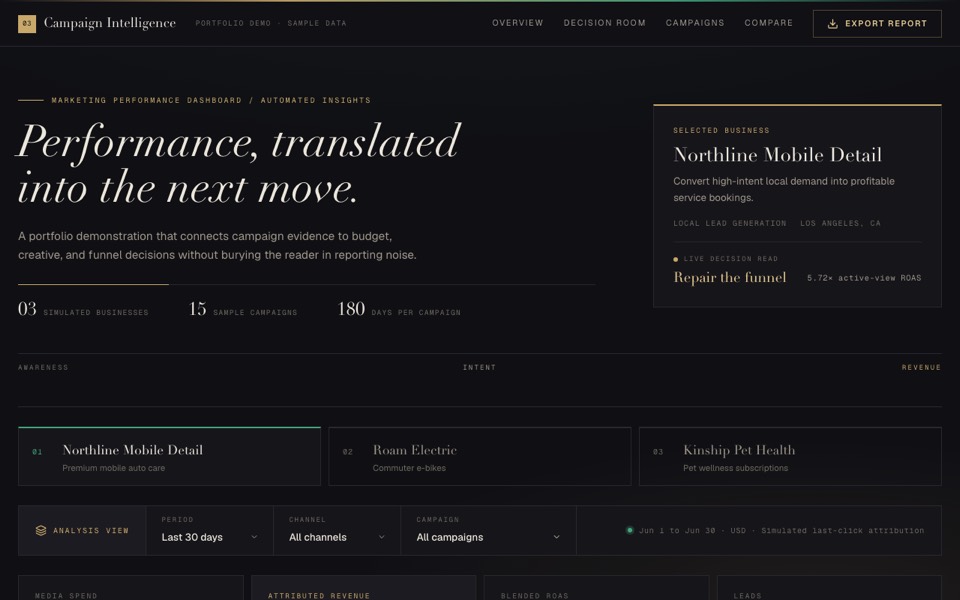 03 Campaign Intelligence PORTFOLIO DEMO · SAMPLE DATA OVERVIEW DECISION ROOM CAMPAIGNS COMPARE EXPORT REPORT
MARKETING PERFORMANCE DASHBOARD / AUTOMATED INSIGHTS
Performance, translated
into the next move.
A portfolio demonstration that connects campaign evidence to budget,
creative, and funnel decisions without burying the reader in reporting noise.
03 SIMULATED BUSINESSES 15 SAMPLE CAMPAIGNS 180 DAYS PER CAMPAIGN
SELECTED BUSINESS
Northline Mobile Detail
Convert high-intent local demand into profitable
service bookings.
LOCAL LEAD GENERATION LOS ANGELES, CA
LIVE DECISION READ
Repair the funnel 5.72× active-view ROAS
AWARENESS INTENT REVENUE
01 Northline Mobile Detail
Premium mobile auto care
02 Roam Electric
Commuter e-bikes
03 Kinship Pet Health
Pet wellness subscriptions
ANALYSIS VIEW
PERIOD
Last 30 days
CHANNEL
All channels
CAMPAIGN
All campaigns
Jun 1 to Jun 30 · USD · Simulated last-click attribution
MEDIA SPEND ATTRIBUTED REVENUE BLENDED ROAS LEADS